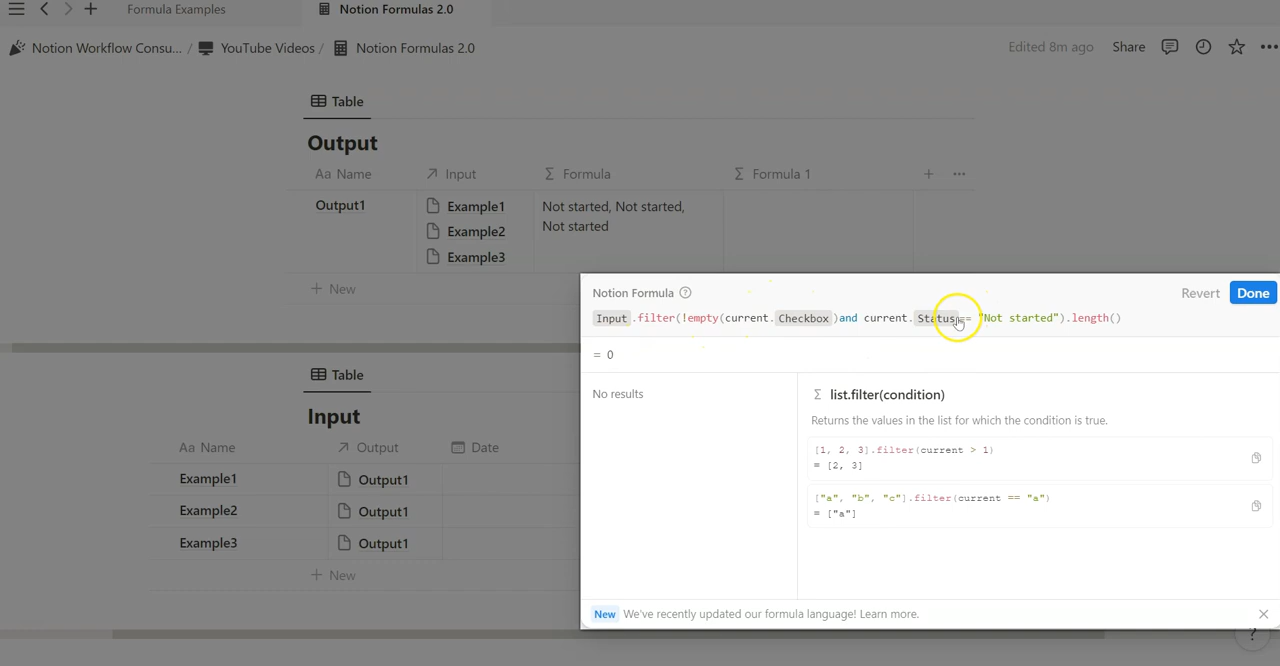 Formula Examples
Notion Formulas 2.0
Notion Workflow Consu... / YouTube Videos / Notion Formulas 2.0
Edited 8m ago Share
Table
Output
Aa Name Input Σ Formula Σ Formula 1 + ...
Output1
Example1
Example2
Example3
Not started, Not started,
Not started
+ New
Notion Formula ? Revert Done
Input.filter(!empty(current.Checkbox)and current.Status== "Not started").length()
= 0
No results
Σ list.filter(condition)
Returns the values in the list for which the condition is true.
[1, 2, 3].filter(current > 1)
= [2, 3]
["a", "b", "c"].filter(current == "a")
= ["a"]
New We've recently updated our formula language! Learn more.
?
Table
Input
Aa Name Output Date
Example1 Output1
Example2 Output1
Example3 Output1
+ New